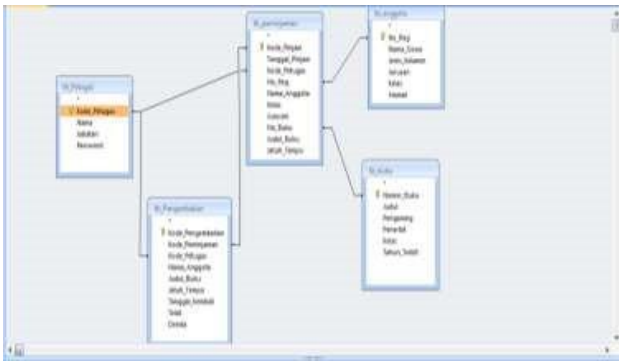 Tb_Petugas
*
Kode_Petugas
Nama
Jabatan
Password
Tb_peminjaman
*
Kode_Pinjam
Tanggal_Pinjam
Kode_Petugas
No_Reg
Nama_Anggota
Kelas
Jurusan
No_Buku
Judul_Buku
Jatuh_Tempo
Tb_anggota
*
No_Reg
Nama_Siswa
Jenis_Kelamin
Jurusan
Kelas
Alamat
Tb_Pengembalian
*
Kode_Pengembalian
Kode_Peminjaman
Kode_Petugas
Nama_Anggota
Judul_Buku
Jatuh_Tempo
Tanggal_Kembali
Telat
Denda
Tb_Buku
*
Nomor_Buku
Judul
Pengarang
Penerbit
Tahun_Terbit